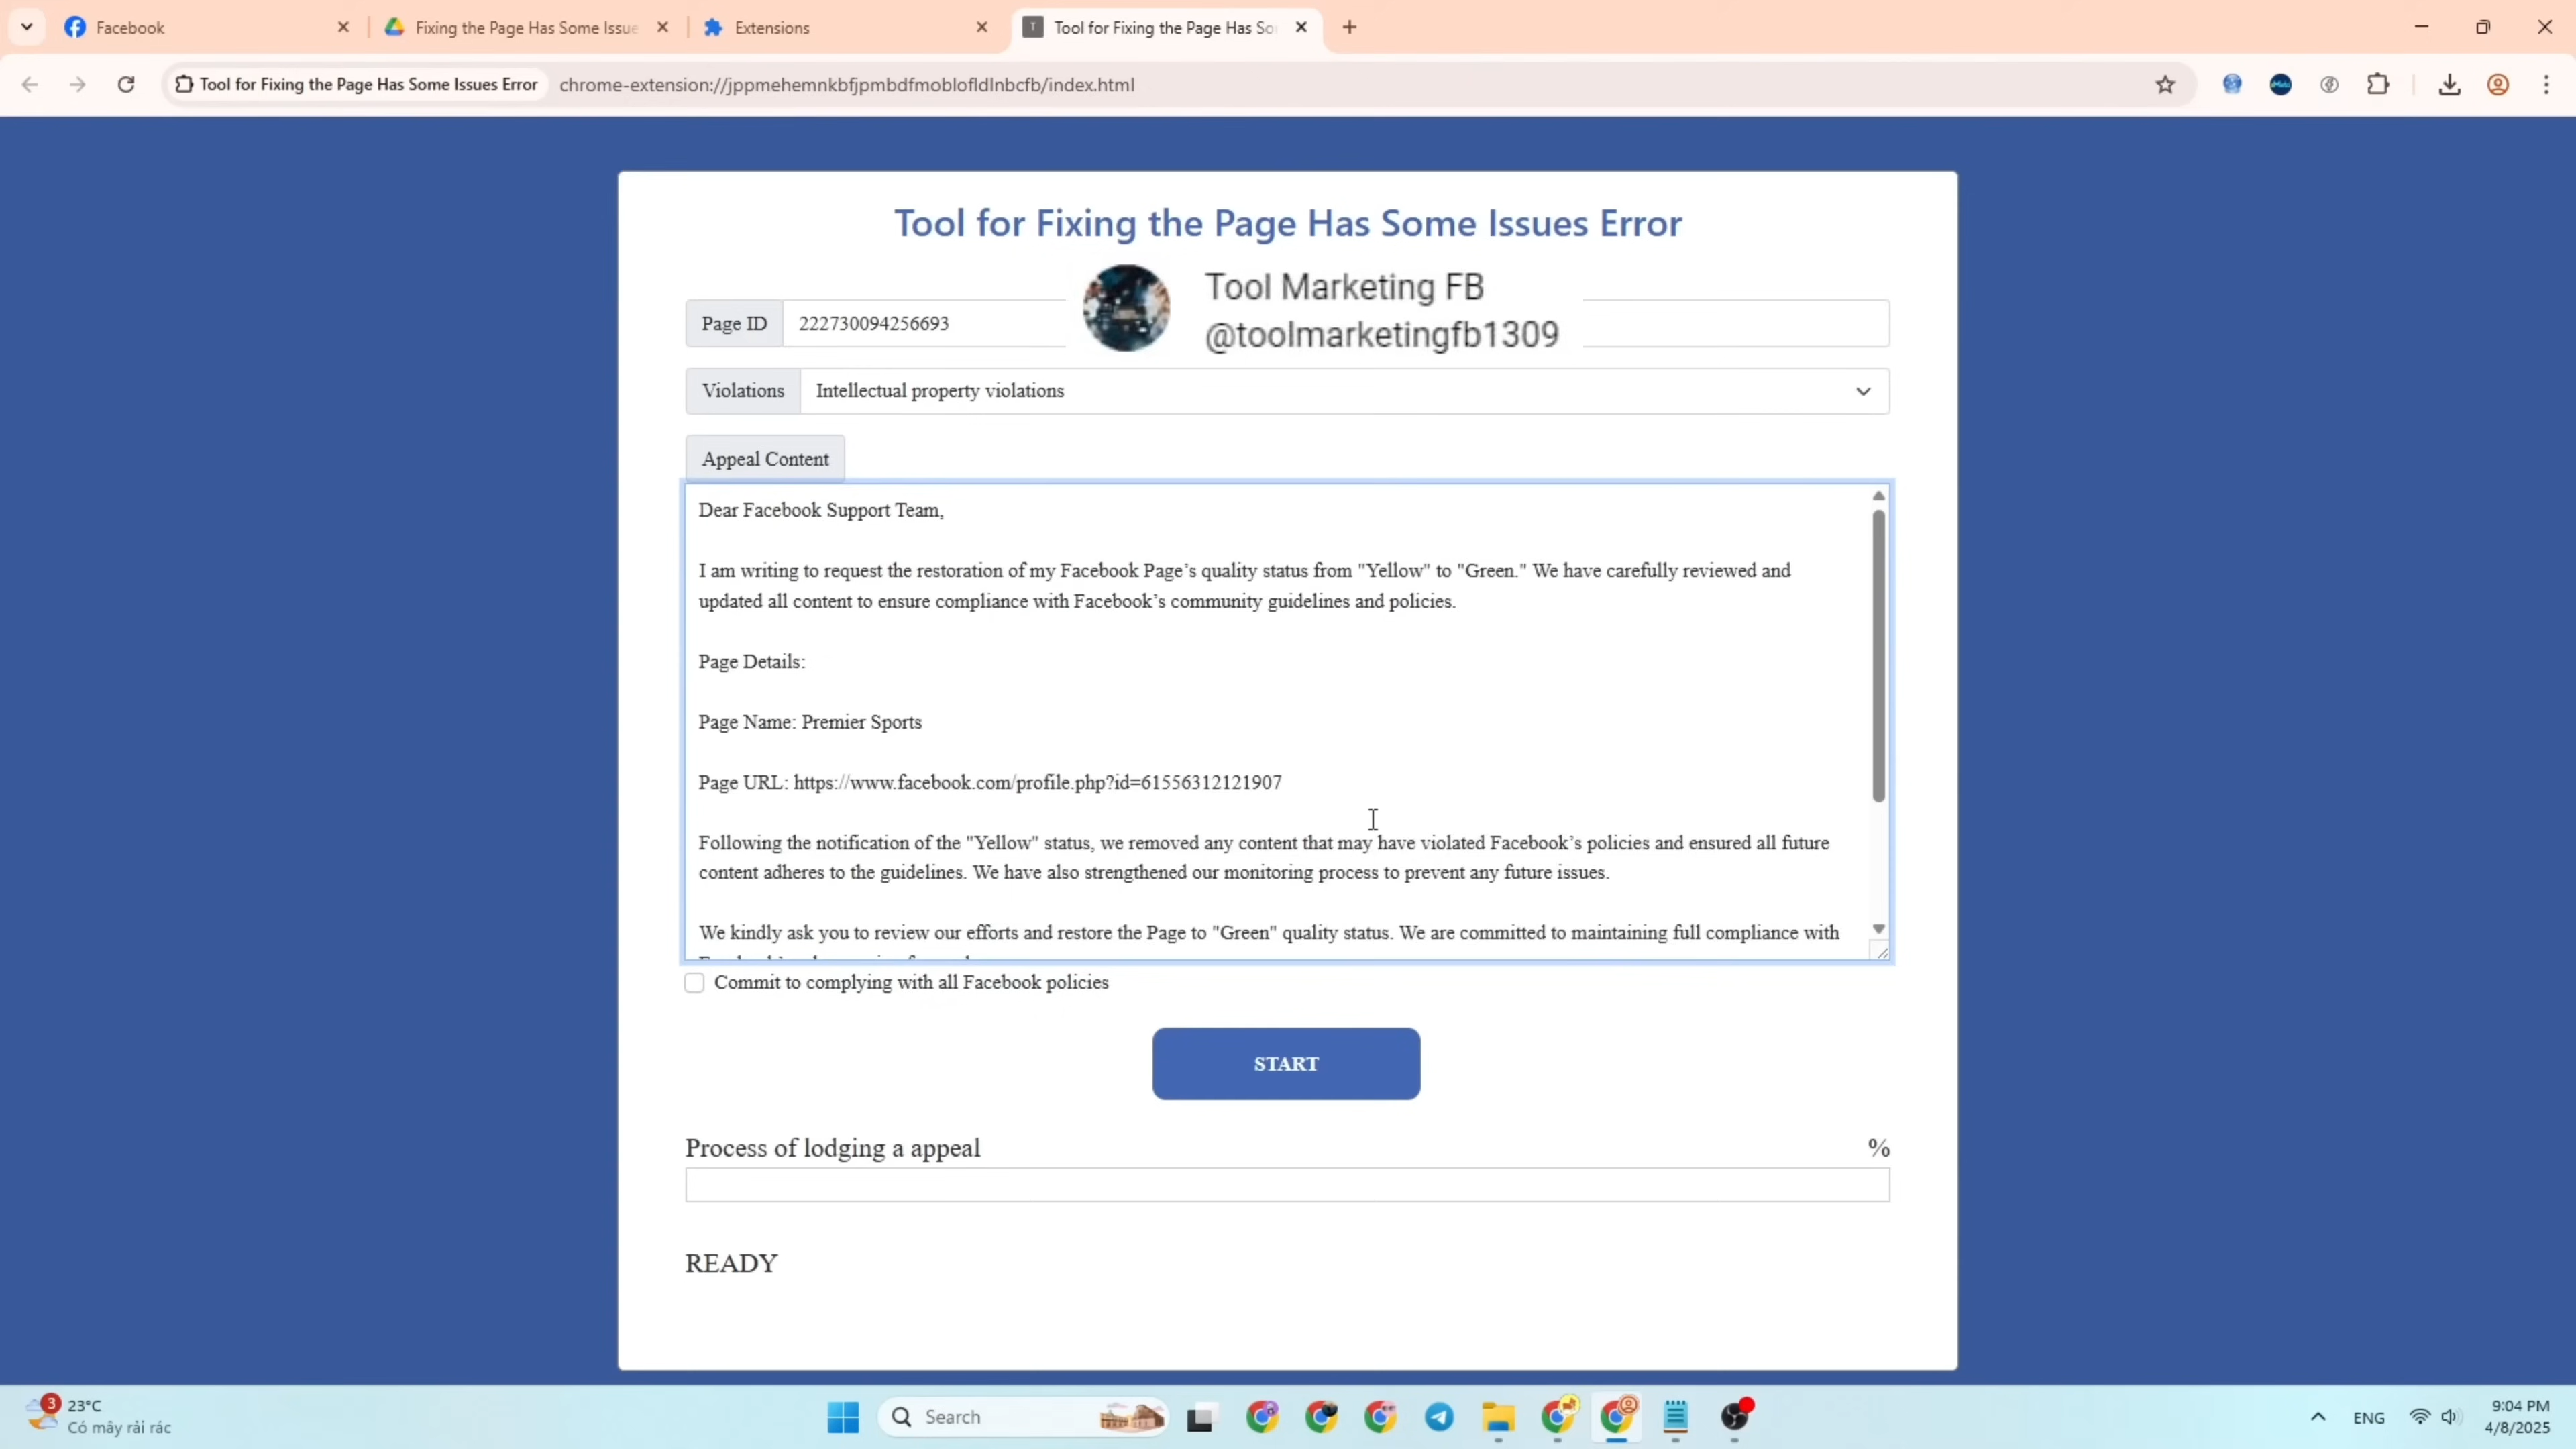 Facebook
Fixing the Page Has Some Issue
Extensions
Tool for Fixing the Page Has So
Tool for Fixing the Page Has Some Issues Error
chrome-extension://jppmehemnkbfjpmbdfmoblofldlnbcfb/index.html
Tool for Fixing the Page Has Some Issues Error
Tool Marketing FB
@toolmarketingfb1309
Page ID
222730094256693
Violations
Intellectual property violations
Appeal Content
Dear Facebook Support Team,
I am writing to request the restoration of my Facebook Page’s quality status from "Yellow" to "Green." We have carefully reviewed and
updated all content to ensure compliance with Facebook’s community guidelines and policies.
Page Details:
Page Name: Premier Sports
Page URL: https://www.facebook.com/profile.php?id=61556312121907
Following the notification of the "Yellow" status, we removed any content that may have violated Facebook’s policies and ensured all future
content adheres to the guidelines. We have also strengthened our monitoring process to prevent any future issues.
We kindly ask you to review our efforts and restore the Page to "Green" quality status. We are committed to maintaining full compliance with
Commit to complying with all Facebook policies
START
Process of lodging a appeal
%
READY
3
23°C
Có mây rải rác
Search
ENG
9:04 PM
4/8/2025